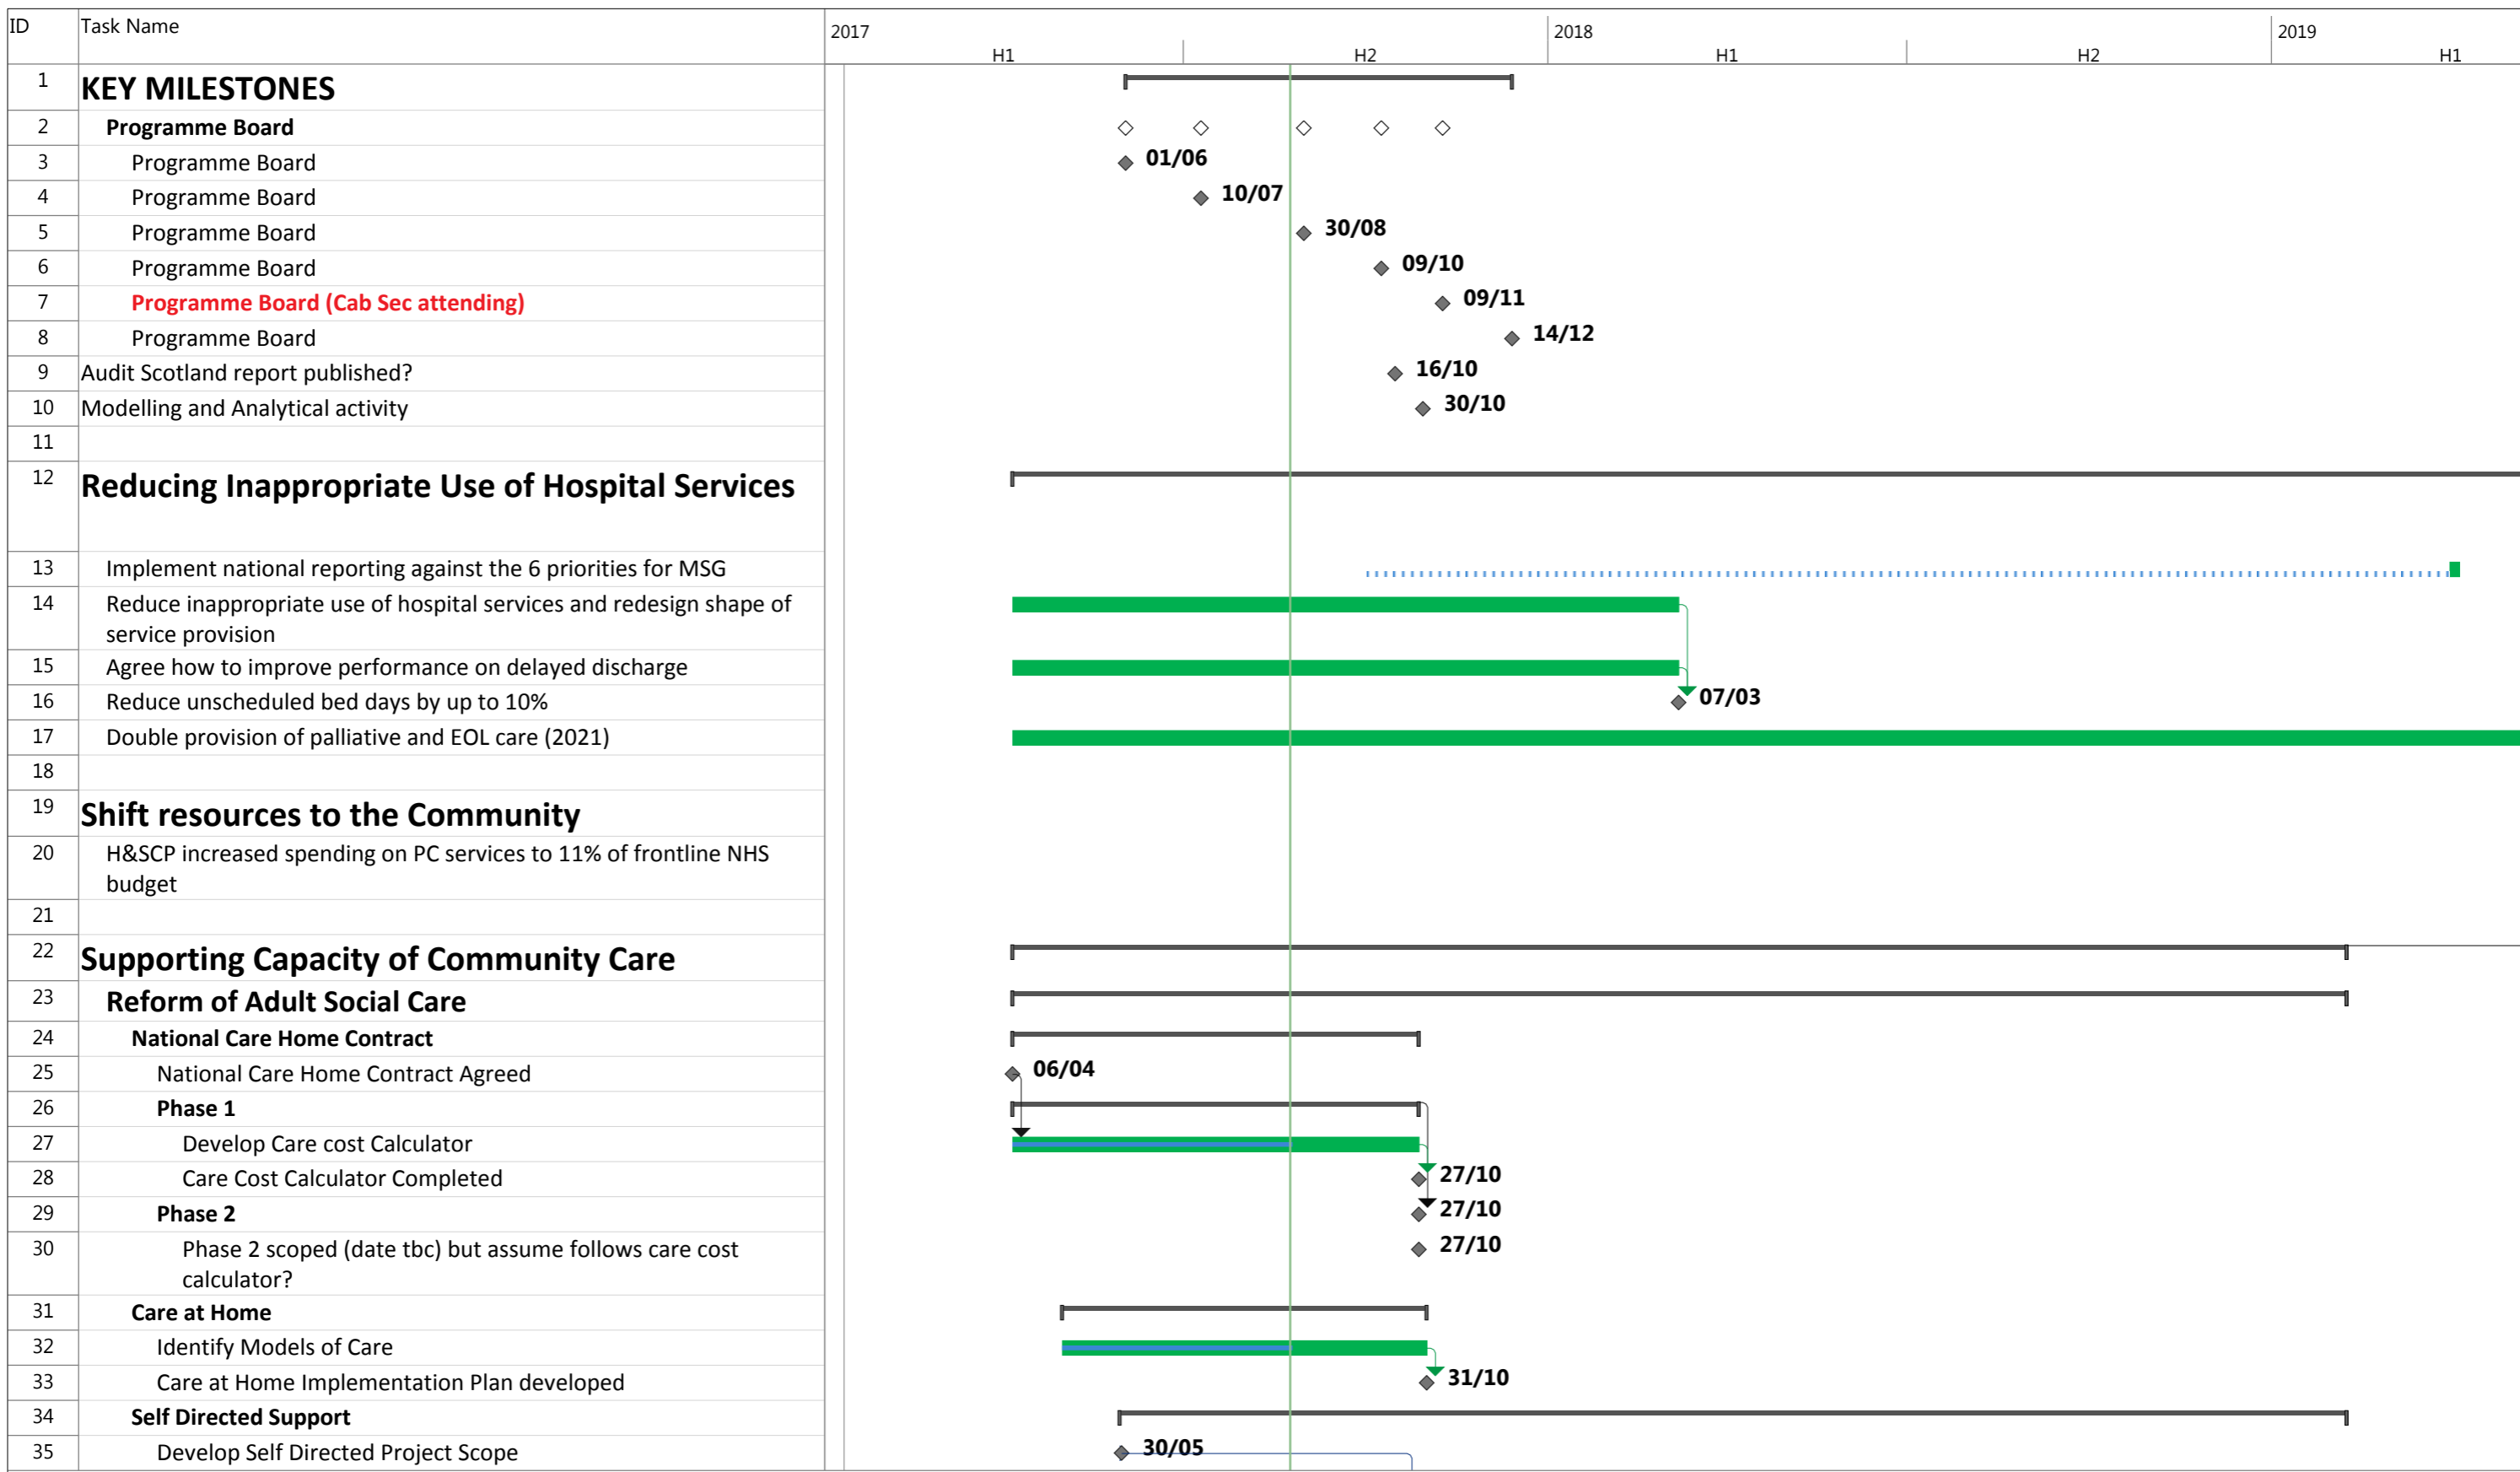 ID Task Name 2017 2018 2019
H1 H2 H1 H2 H1
1 KEY MILESTONES
2 Programme Board
3 Programme Board 01/06
4 Programme Board 10/07
5 Programme Board 30/08
6 Programme Board 09/10
7 Programme Board (Cab Sec attending) 09/11
8 Programme Board 14/12
9 Audit Scotland report published? 16/10
10 Modelling and Analytical activity 30/10
11
12 Reducing Inappropriate Use of Hospital Services
13 Implement national reporting against the 6 priorities for MSG
14 Reduce inappropriate use of hospital services and redesign shape of
service provision
15 Agree how to improve performance on delayed discharge
16 Reduce unscheduled bed days by up to 10% 07/03
17 Double provision of palliative and EOL care (2021)
18
19 Shift resources to the Community
20 H&SCP increased spending on PC services to 11% of frontline NHS
budget
21
22 Supporting Capacity of Community Care
23 Reform of Adult Social Care
24 National Care Home Contract
25 National Care Home Contract Agreed 06/04
26 Phase 1
27 Develop Care cost Calculator
28 Care Cost Calculator Completed 27/10
29 Phase 2 27/10
30 Phase 2 scoped (date tbc) but assume follows care cost 27/10
calculator?
31 Care at Home
32 Identify Models of Care
33 Care at Home Implementation Plan developed 31/10
34 Self Directed Support
35 Develop Self Directed Project Scope 30/05